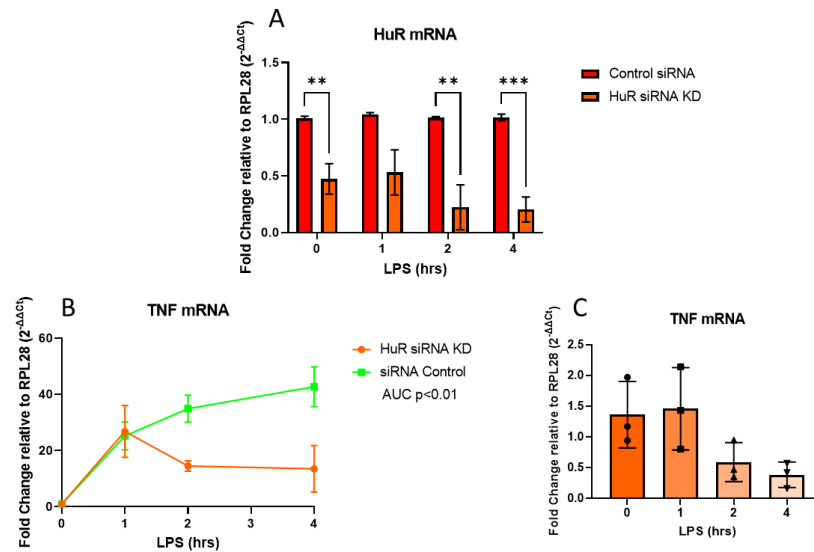 A
HuR mRNA
Fold Change relative to RPL28 (2^-ΔΔCt)
1.5
1.0
0.5
0.0
** ** ***
0 1 2 4
LPS (hrs)
Control siRNA
HuR siRNA KD
B
TNF mRNA
Fold Change relative to RPL28 (2^-ΔΔCt)
60
40
20
0
0 1 2 3 4
LPS (hrs)
HuR siRNA KD
siRNA Control
AUC p<0.01
C
TNF mRNA
Fold Change relative to RPL28 (2^-ΔΔCt)
2.5
2.0
1.5
1.0
0.5
0.0
0 1 2 4
LPS (hrs)